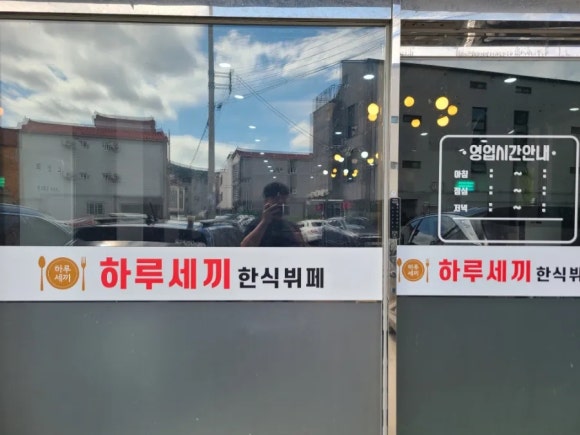 영업시간안내
아침 : ~ :
점심 : ~ :
저녁 : ~ :
하루
세끼
하루세끼 한식뷔페
하루
세끼
하루세끼 한식뷔